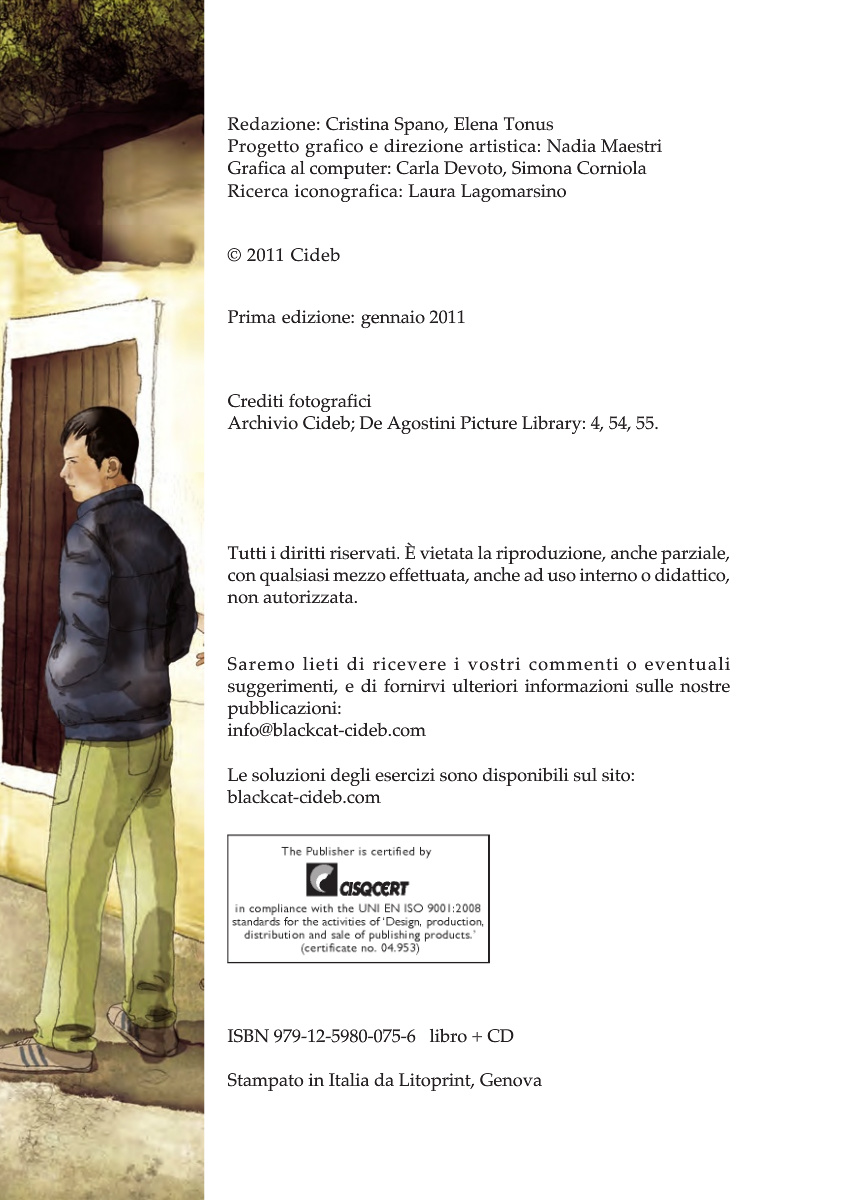 Redazione: Cristina Spano, Elena Tonus
Progetto grafico e direzione artistica: Nadia Maestri
Grafica al computer: Carla Devoto, Simona Corniola
Ricerca iconografica: Laura Lagomarsino
© 2011 Cideb
Prima edizione: gennaio 2011
Crediti fotografici
Archivio Cideb; De Agostini Picture Library: 4, 54, 55.
Tutti i diritti riservati. È vietata la riproduzione, anche parziale,
con qualsiasi mezzo effettuata, anche ad uso interno o didattico,
non autorizzata.
Saremo lieti di ricevere i vostri commenti o eventuali
suggerimenti, e di fornirvi ulteriori informazioni sulle nostre
pubblicazioni:
info@blackcat-cideb.com
Le soluzioni degli esercizi sono disponibili sul sito:
blackcat-cideb.com
The Publisher is certified by
CISQCERT
in compliance with the UNI EN ISO 9001:2008
standards for the activities of 'Design, production,
distribution and sale of publishing products.'
(certificate no. 04.953)
ISBN 979-12-5980-075-6 libro + CD
Stampato in Italia da Litoprint, Genova